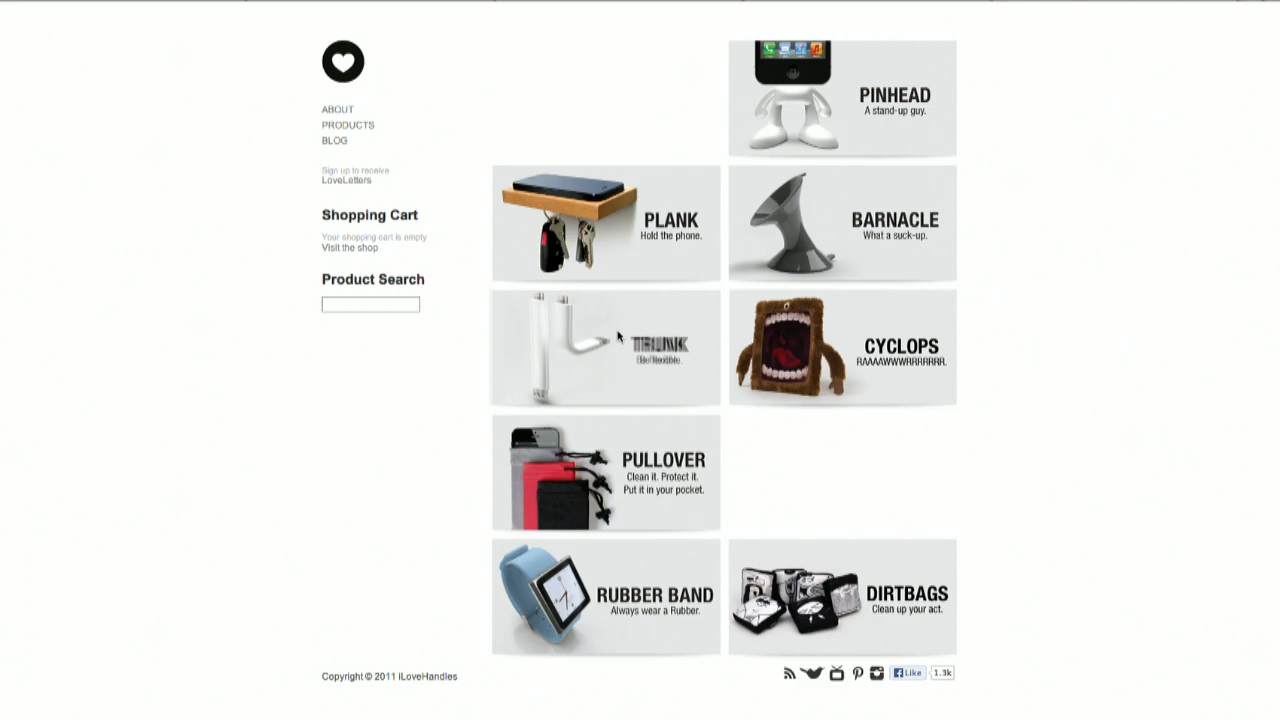 ABOUT
PRODUCTS
BLOG
Sign up to receive
LoveLetters
Shopping Cart
Your shopping cart is empty
Visit the shop
Product Search
PINHEAD
A stand-up guy.
PLANK
Hold the phone.
BARNACLE
What a suck-up.
TRUNK
CYCLOPS
RAAAAWWWRRRRRRR.
PULLOVER
Clean it. Protect it.
Put it in your pocket.
RUBBER BAND
Always wear a Rubber.
DIRTBAGS
Clean up your act.
Copyright © 2011 iLoveHandles
Like
1.3k